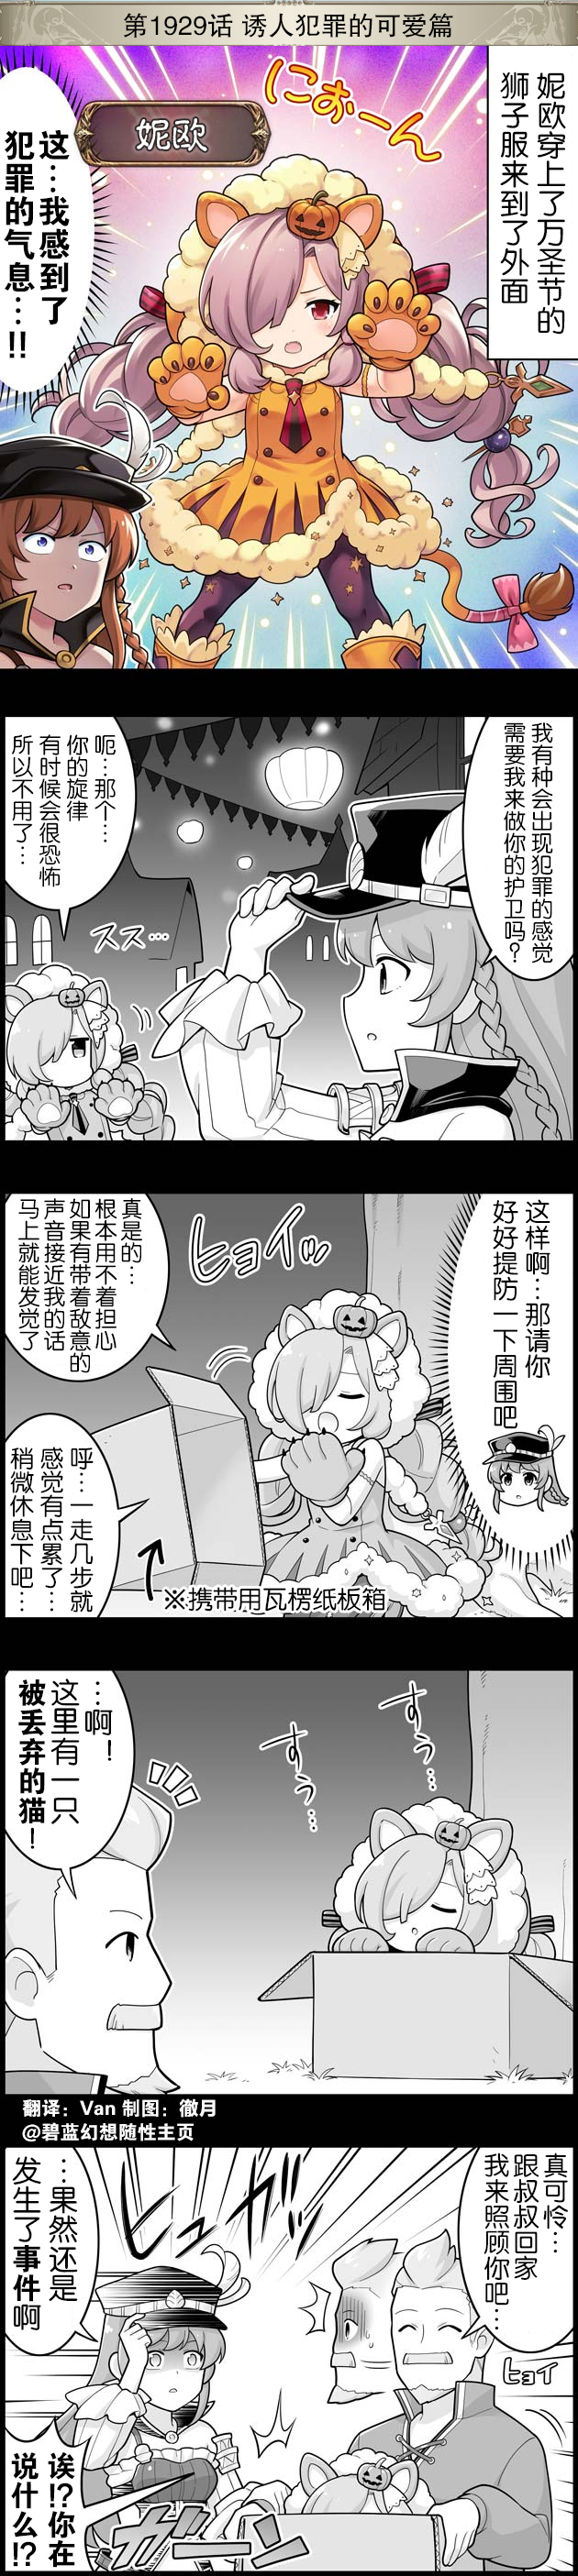 第1929话 诱人犯罪的可爱篇
妮欧穿上了万圣节的
狮子服来到了外面
におーん
妮欧
这…我感到了
犯罪的气息…!!
我有种会出现犯罪的感觉
需要我来做你的护卫吗?
呃…那个…
你的旋律
有时候会很恐怖
所以不用了…
スス…
这样啊…那请你
好好提防一下周围吧
ヒョイッ
真是的…
根本用不着担心
如果有带着敌意的
声音接近我的话
马上就能发觉了
呼…一走几步就
感觉有点累了…
稍微休息下吧…
※携带用瓦楞纸板箱
…啊!
这里有一只
被丢弃的猫!
すぅ…
すぅ…
翻译：Van 制图：徹月
@碧蓝幻想随性主页
真可怜…
跟叔叔回家
我来照顾你吧…
ヒョイ
ヒュガッ
…果然还是
发生了事件啊
诶!?你在
说什么!?
ガーーン